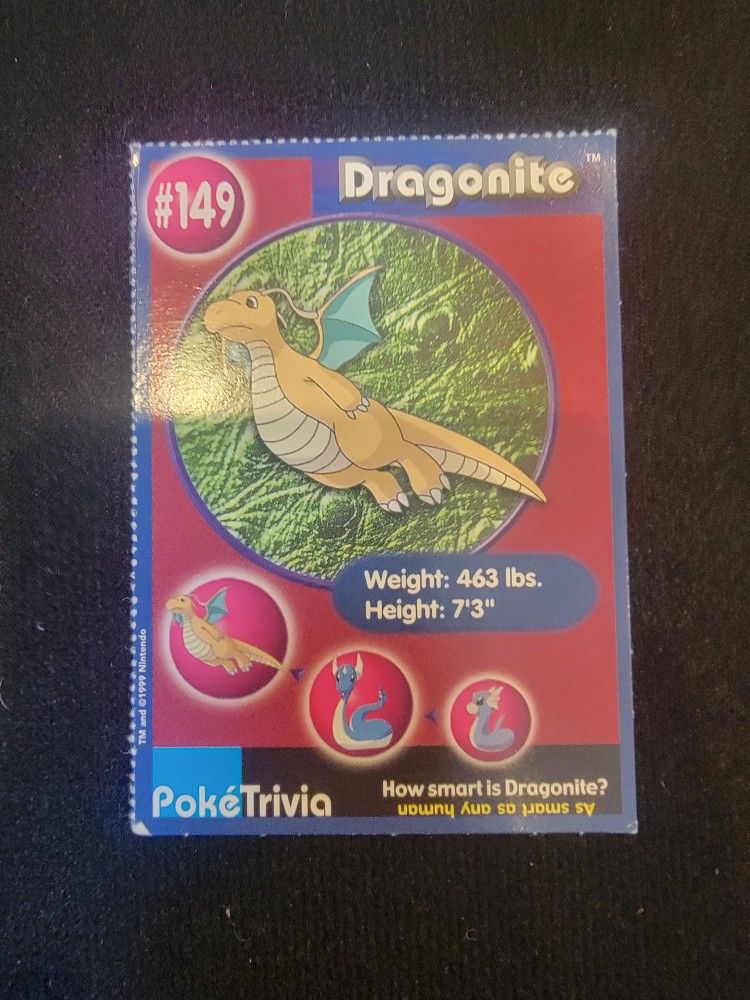 #149
Dragonite™
Weight: 463 lbs.
Height: 7'3"
TM and ©1999 Nintendo
PokéTrivia
How smart is Dragonite?
As smart as any human